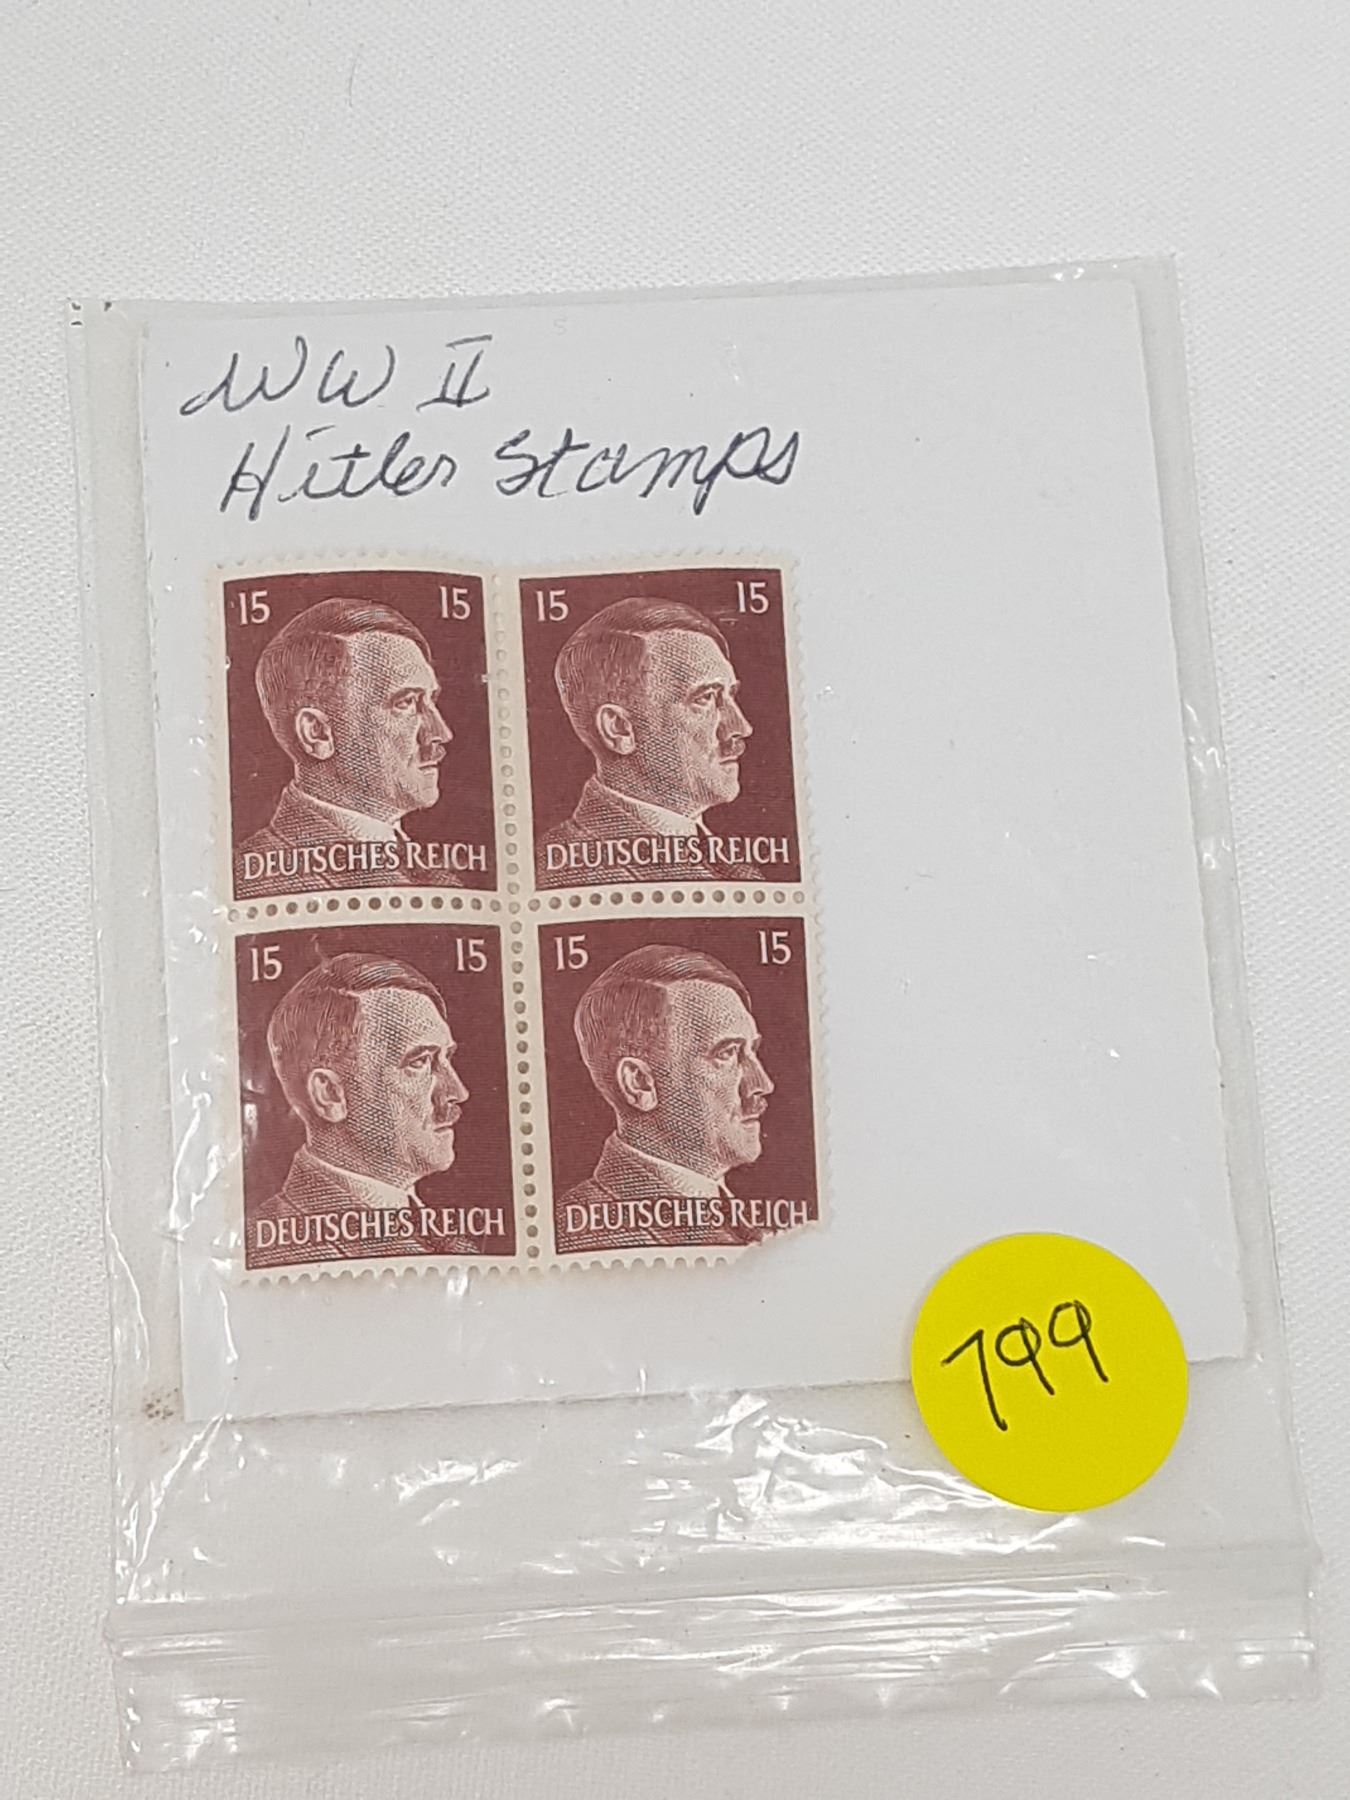 WW II
Hitler Stamps
15 15
DEUTSCHES REICH
15 15
DEUTSCHES REICH
15 15
DEUTSCHES REICH
15 15
DEUTSCHES REICH
799